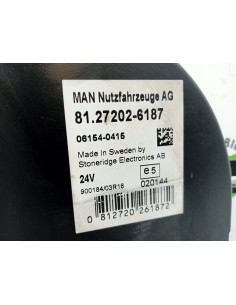 MAN Nutzfahrzeuge AG
81.27202-6187
06154-0415
Made in Sweden by
Stoneridge Electronics AB
24V
e5
900184/03R16
020144
0 812720 261872